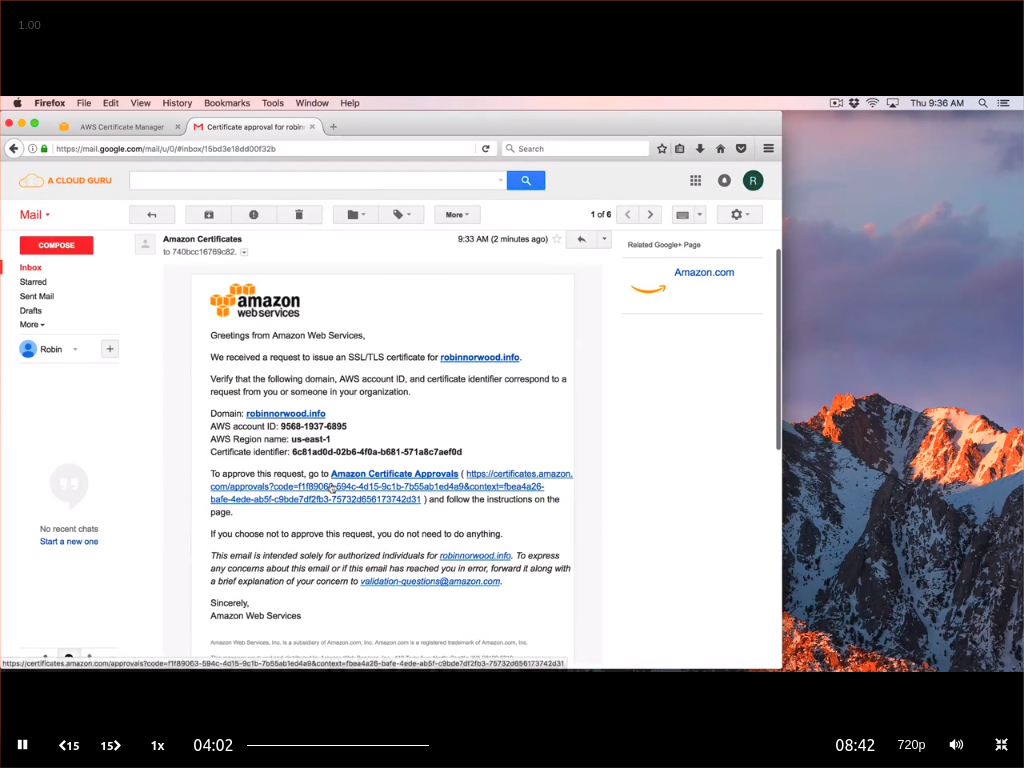 1.00
Firefox File Edit View History Bookmarks Tools Window Help Thu 9:36 AM
AWS Certificate Manager × Certificate approval for robin × +
https://mail.google.com/mail/u/0/#inbox/15bd3e18dd00f32b Search
A CLOUD GURU R
Mail More 1 of 6
COMPOSE
Inbox
Starred
Sent Mail
Drafts
More
Robin +
No recent chats
Start a new one
Amazon Certificates 9:33 AM (2 minutes ago)
to 740bcc16769c82.
amazon
webservices
Greetings from Amazon Web Services,
We received a request to issue an SSL/TLS certificate for robinnorwood.info.
Verify that the following domain, AWS account ID, and certificate identifier correspond to a
request from you or someone in your organization.
Domain: robinnorwood.info
AWS account ID: 9568-1937-6895
AWS Region name: us-east-1
Certificate identifier: 6c81ad0d-02b6-4f0a-b681-571a8c7aef0d
To approve this request, go to Amazon Certificate Approvals ( https://certificates.amazon.
com/approvals?code=f1f89063-594c-4d15-9c1b-7b55ab1ed4a9&context=fbea4a26-
bafe-4ede-ab5f-c9bde7df2fb3-75732d656173742d31 ) and follow the instructions on the
page.
If you choose not to approve this request, you do not need to do anything.
This email is intended solely for authorized individuals for robinnorwood.info. To express
any concerns about this email or if this email has reached you in error, forward it along with
a brief explanation of your concern to validation-questions@amazon.com.
Sincerely,
Amazon Web Services
Amazon Web Services, Inc. is a subsidiary of Amazon.com, Inc. Amazon.com is a registered trademark of Amazon.com, Inc.
Related Google+ Page
Amazon.com
https://certificates.amazon.com/approvals?code=f1f89063-594c-4d15-9c1b-7b55ab1ed4a9&context=fbea4a26-bafe-4ede-ab5f-c9bde7df2fb3-75732d656173742d31
15 15 1x 04:02 08:42 720p